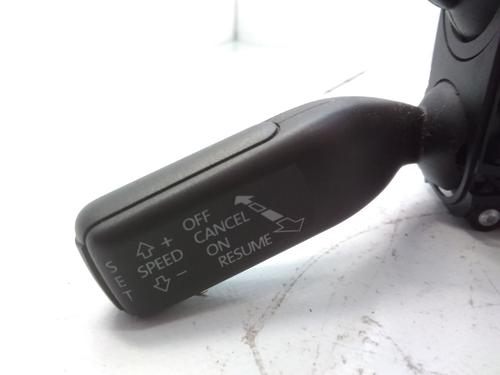 SET
+
SPEED
−
OFF
CANCEL
ON
RESUME